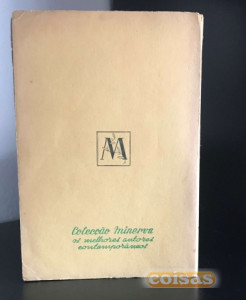 M
Colecção Minerva
os melhores autores
contemporâneos
coisas